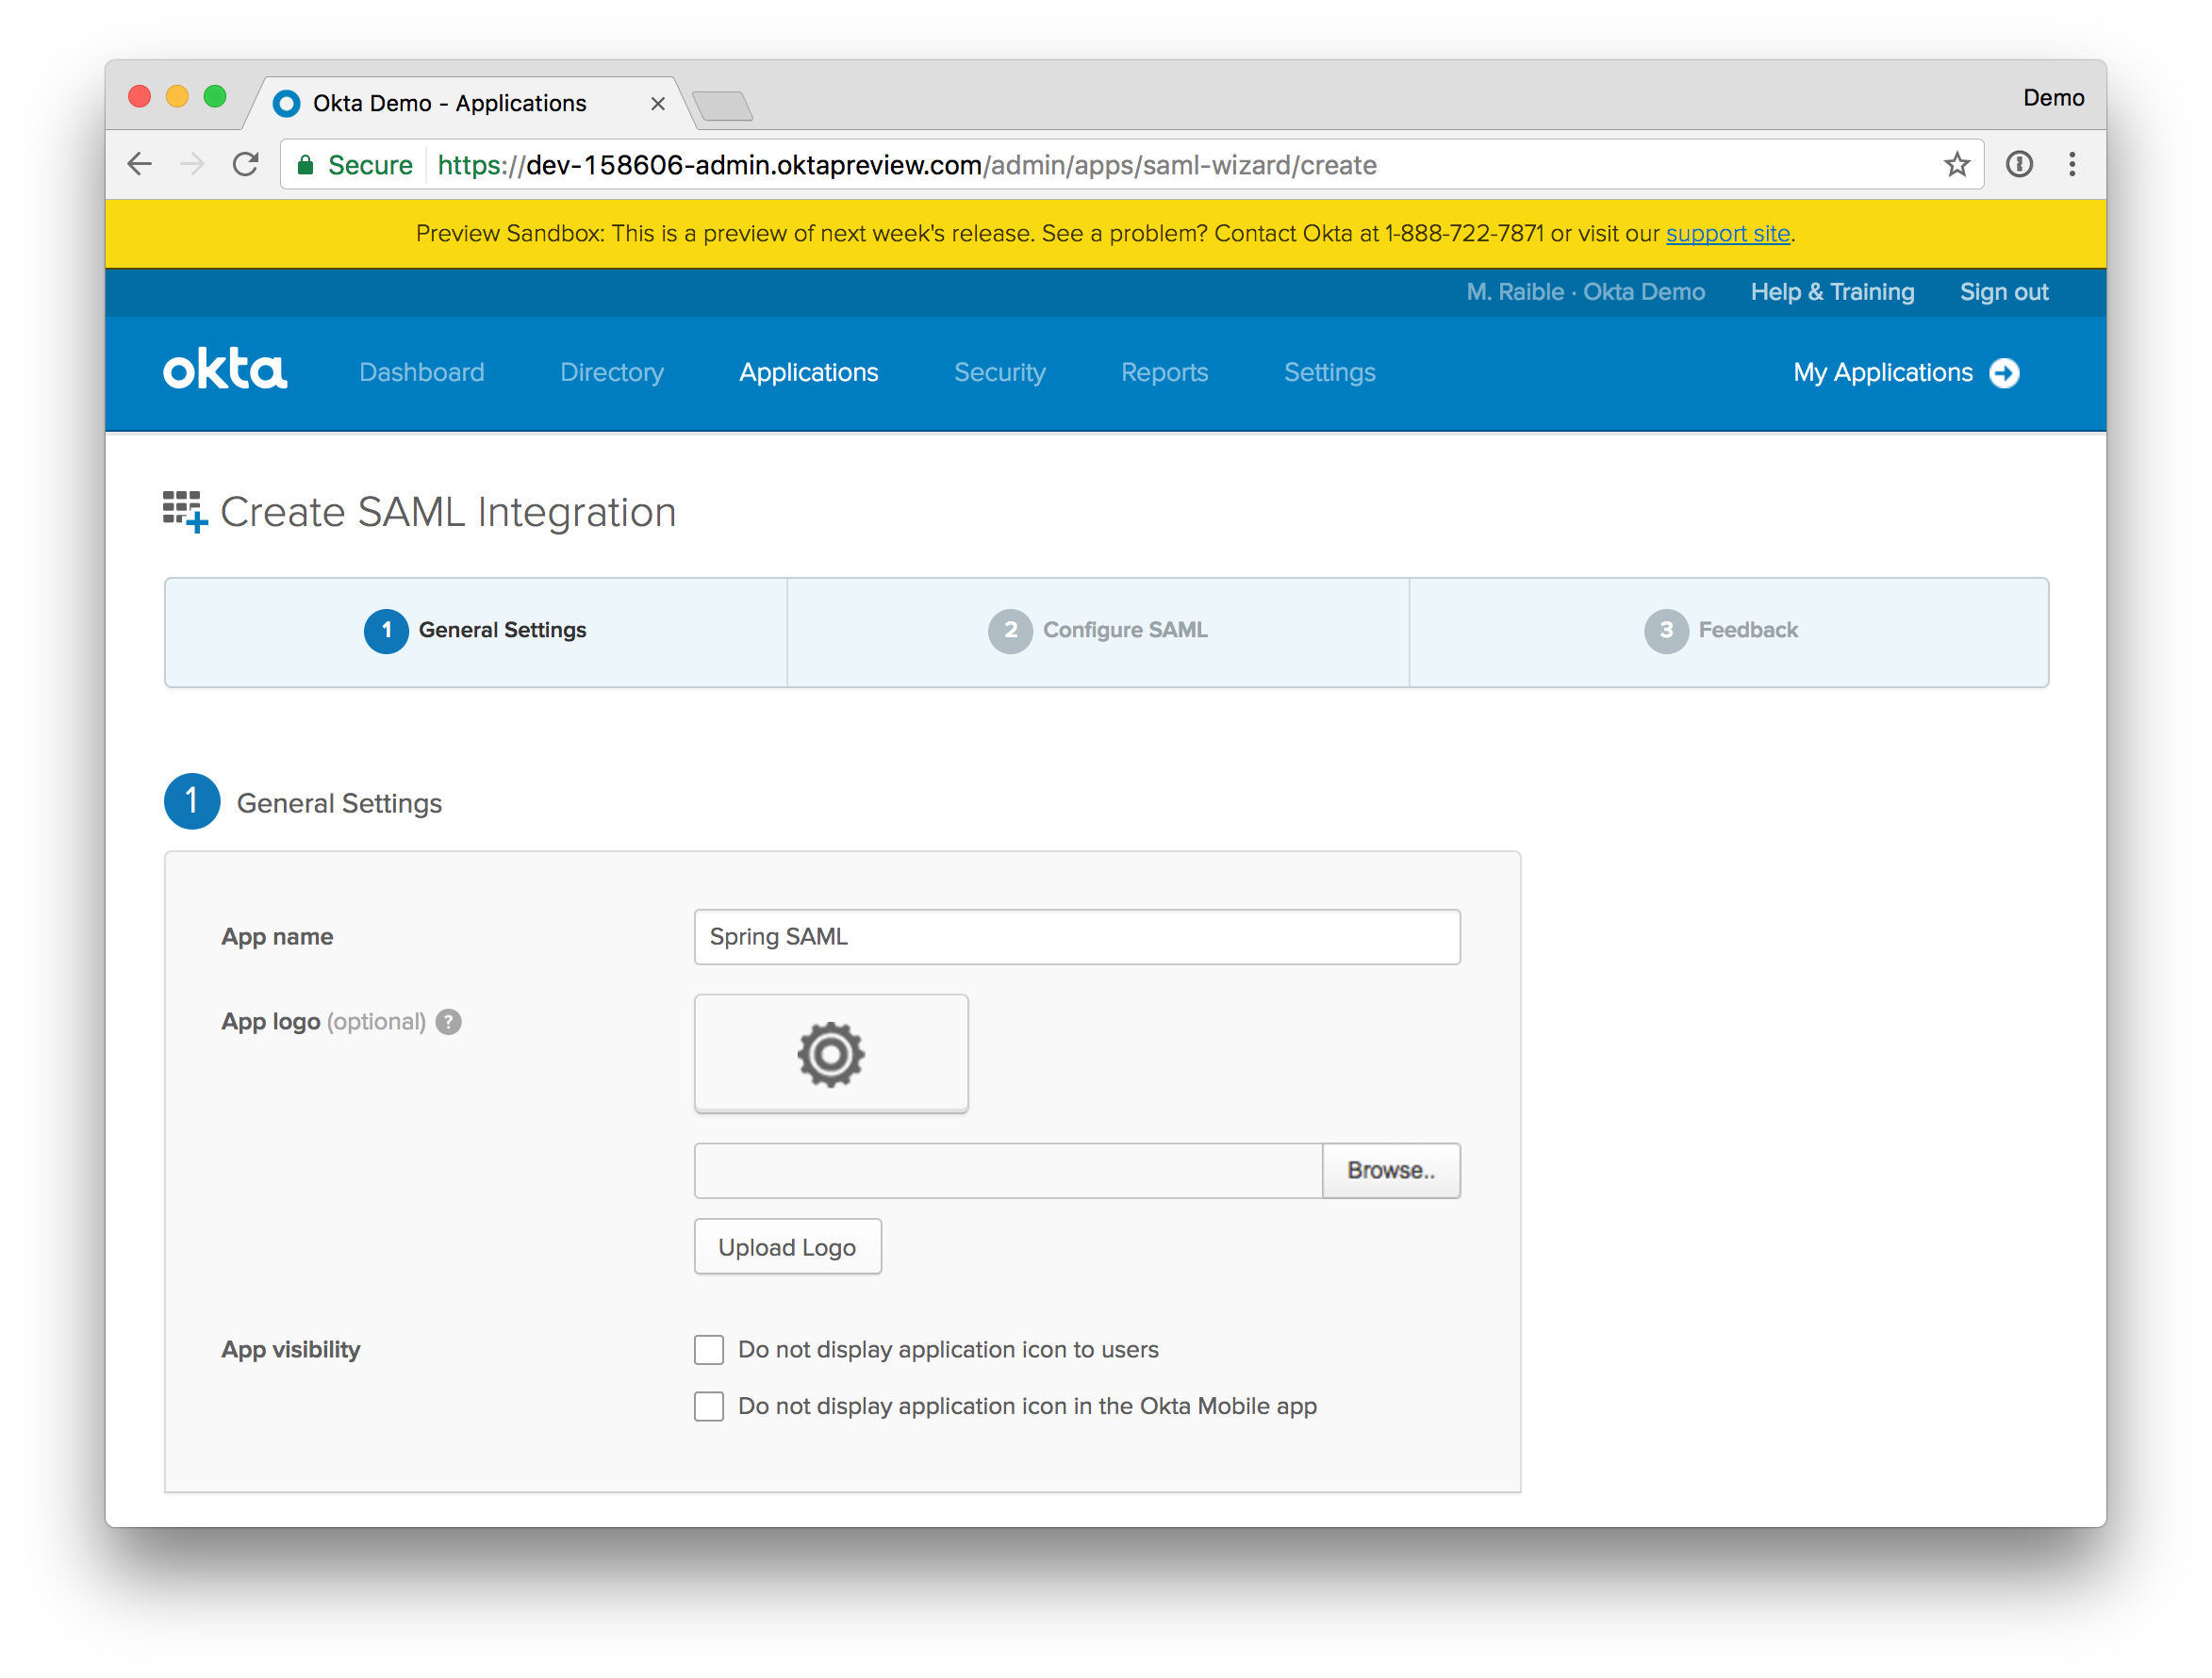 Okta Demo - Applications
Demo
Secure https://dev-158606-admin.oktapreview.com/admin/apps/saml-wizard/create
Preview Sandbox: This is a preview of next week's release. See a problem? Contact Okta at 1-888-722-7871 or visit our support site.
M. Raible · Okta Demo Help & Training Sign out
okta Dashboard Directory Applications Security Reports Settings My Applications
Create SAML Integration
1 General Settings 2 Configure SAML 3 Feedback
1 General Settings
App name Spring SAML
App logo (optional) ?
Browse..
Upload Logo
App visibility Do not display application icon to users
Do not display application icon in the Okta Mobile app